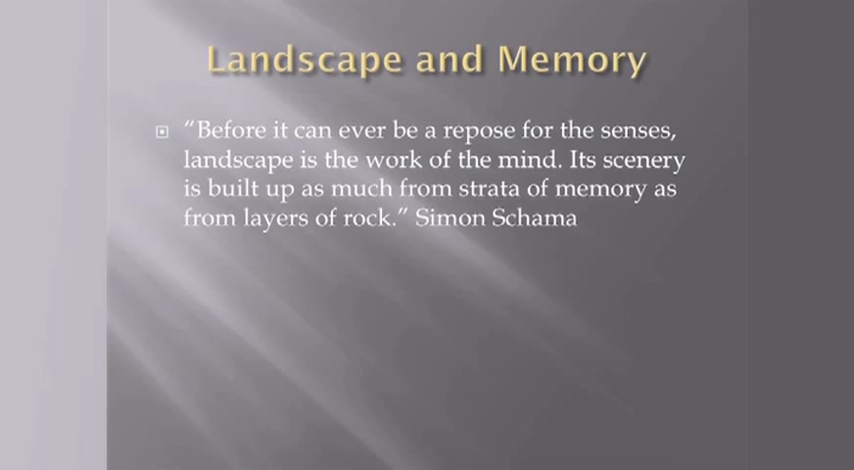 Landscape and Memory
“Before it can ever be a repose for the senses,
landscape is the work of the mind. Its scenery
is built up as much from strata of memory as
from layers of rock.” Simon Schama